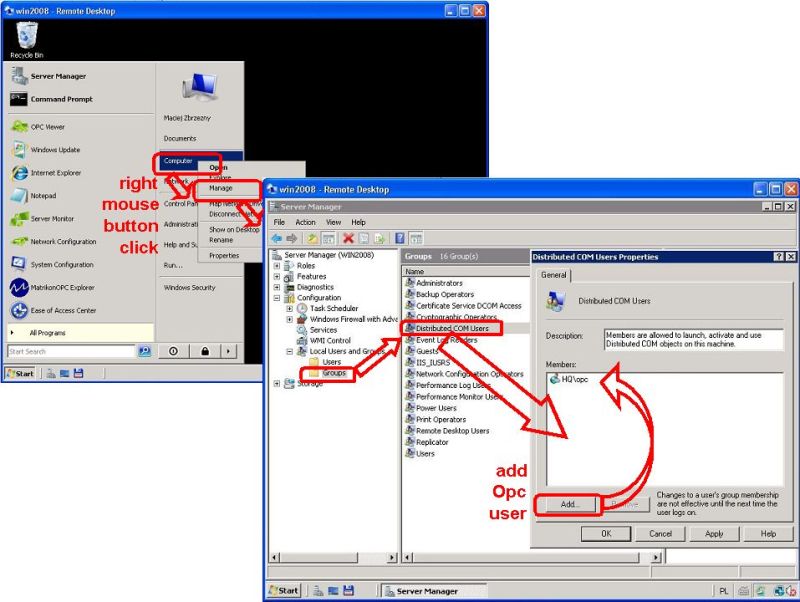 win2008 - Remote Desktop
Recycle Bin
Server Manager
Command Prompt
OPC Viewer
Windows Update
Internet Explorer
Notepad
Server Monitor
Network Configuration
System Configuration
MatrikonOPC Explorer
Ease of Access Center
All Programs
Start Search
Start
Maciej Zbrzezny
Documents
Computer
Network
Control Pan
Administrati
Help and Su
Run...
Windows Security
Open
Explore
Manage
Map Network Drive
Disconnect Net
Show on Desktop
Rename
Properties
right
mouse
button
click
win2008 - Remote Desktop
Server Manager
File Action View Help
Server Manager (WIN2008)
Roles
Features
Diagnostics
Configuration
Task Scheduler
Windows Firewall with Adva
Services
WMI Control
Local Users and Groups
Users
Groups
Storage
Groups 16 Group(s)
Name
Administrators
Backup Operators
Certificate Service DCOM Access
Cryptographic Operators
Distributed COM Users
Event Log Readers
Guests
IIS_IUSRS
Network Configuration Operators
Performance Log Users
Performance Monitor Users
Power Users
Print Operators
Remote Desktop Users
Replicator
Users
add
Opc
user
Distributed COM Users Properties
General
Distributed COM Users
Description:
Members are allowed to launch, activate and use
Distributed COM objects on this machine.
Members:
HQ\opc
Add...
Remove
Changes to a user's group membership
are not effective until the next time the
user logs on.
OK Cancel Apply Help
Start
Server Manager
PL